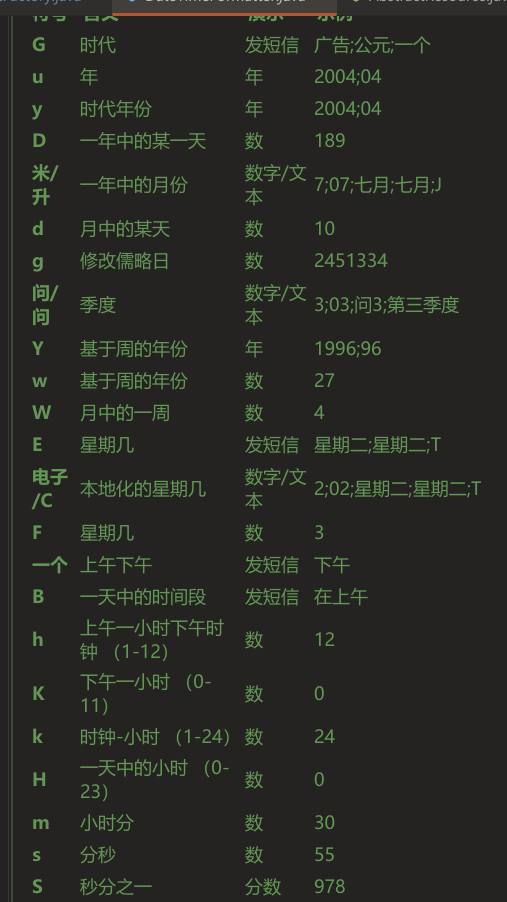 G 时代 发短信 广告;公元;一个
u 年 年 2004;04
y 时代年份 年 2004;04
D 一年中的某一天 数 189
米/升 一年中的月份 数字/文本 7;07;七月;七月;J
d 月中的某天 数 10
g 修改儒略日 数 2451334
问/问 季度 数字/文本 3;03;问3;第三季度
Y 基于周的年份 年 1996;96
w 基于周的年份 数 27
W 月中的一周 数 4
E 星期几 发短信 星期二;星期二;T
电子/C 本地化的星期几 数字/文本 2;02;星期二;星期二;T
F 星期几 数 3
一个 上午下午 发短信 下午
B 一天中的时间段 发短信 在上午
h 上午一小时下午时钟 （1-12） 数 12
K 下午一小时 （0-11） 数 0
k 时钟-小时 （1-24） 数 24
H 一天中的小时 （0-23） 数 0
m 小时分 数 30
s 分秒 数 55
S 秒分之一 分数 978